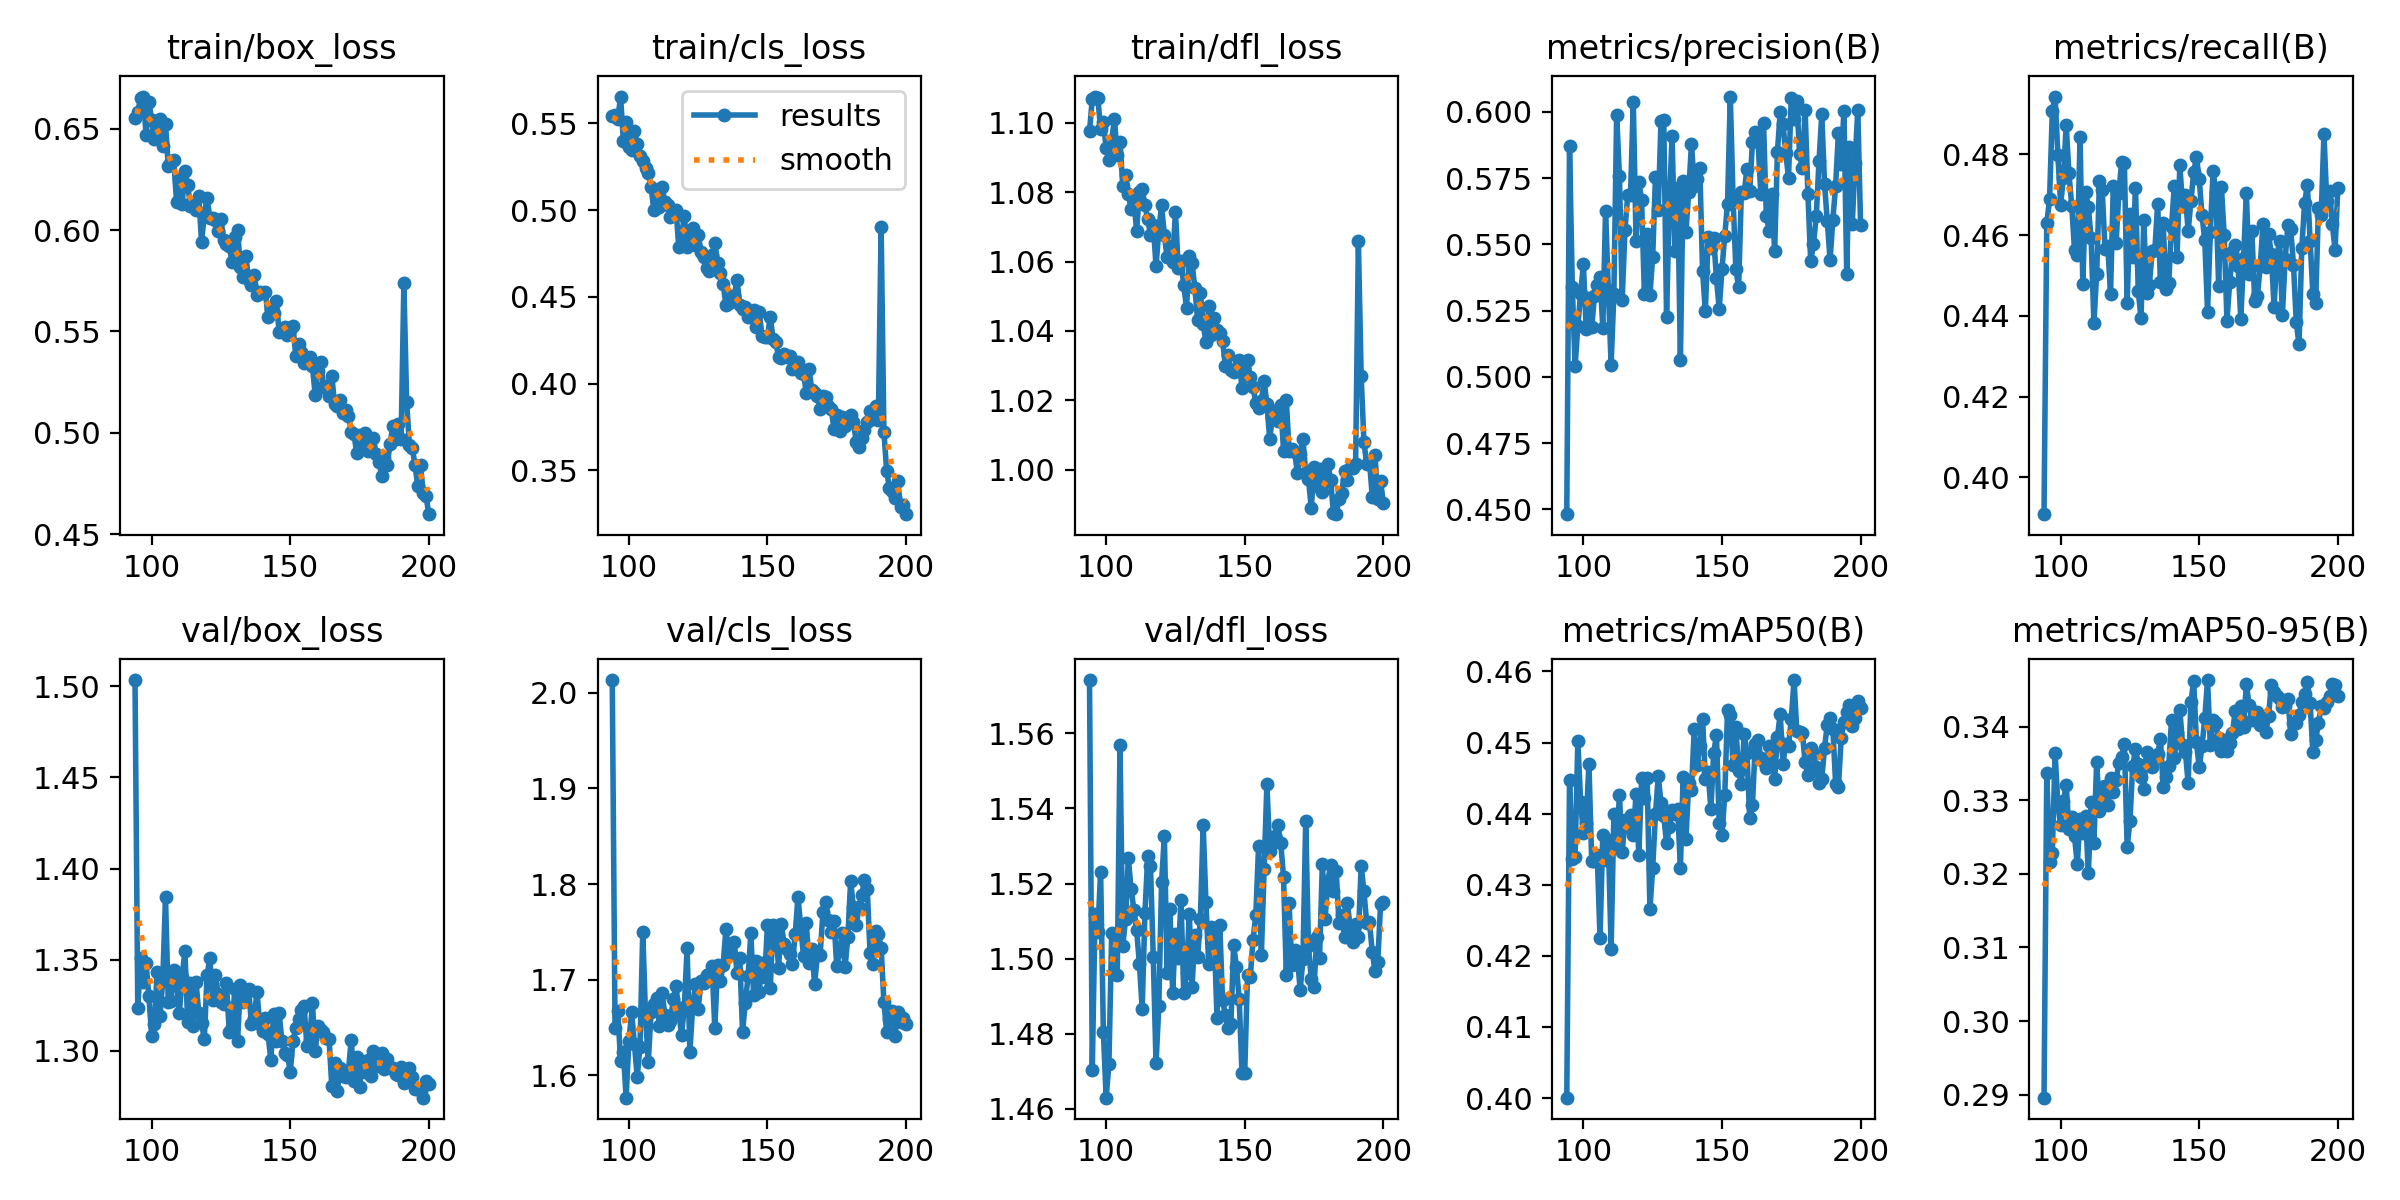 train/box_loss
0.65
0.60
0.55
0.50
0.45
100 150 200
train/cls_loss
results
smooth
0.55
0.50
0.45
0.40
0.35
100 150 200
train/dfl_loss
1.10
1.08
1.06
1.04
1.02
1.00
100 150 200
metrics/precision(B)
0.600
0.575
0.550
0.525
0.500
0.475
0.450
100 150 200
metrics/recall(B)
0.48
0.46
0.44
0.42
0.40
100 150 200
val/box_loss
1.50
1.45
1.40
1.35
1.30
100 150 200
val/cls_loss
2.0
1.9
1.8
1.7
1.6
100 150 200
val/dfl_loss
1.56
1.54
1.52
1.50
1.48
1.46
100 150 200
metrics/mAP50(B)
0.46
0.45
0.44
0.43
0.42
0.41
0.40
100 150 200
metrics/mAP50-95(B)
0.34
0.33
0.32
0.31
0.30
0.29
100 150 200